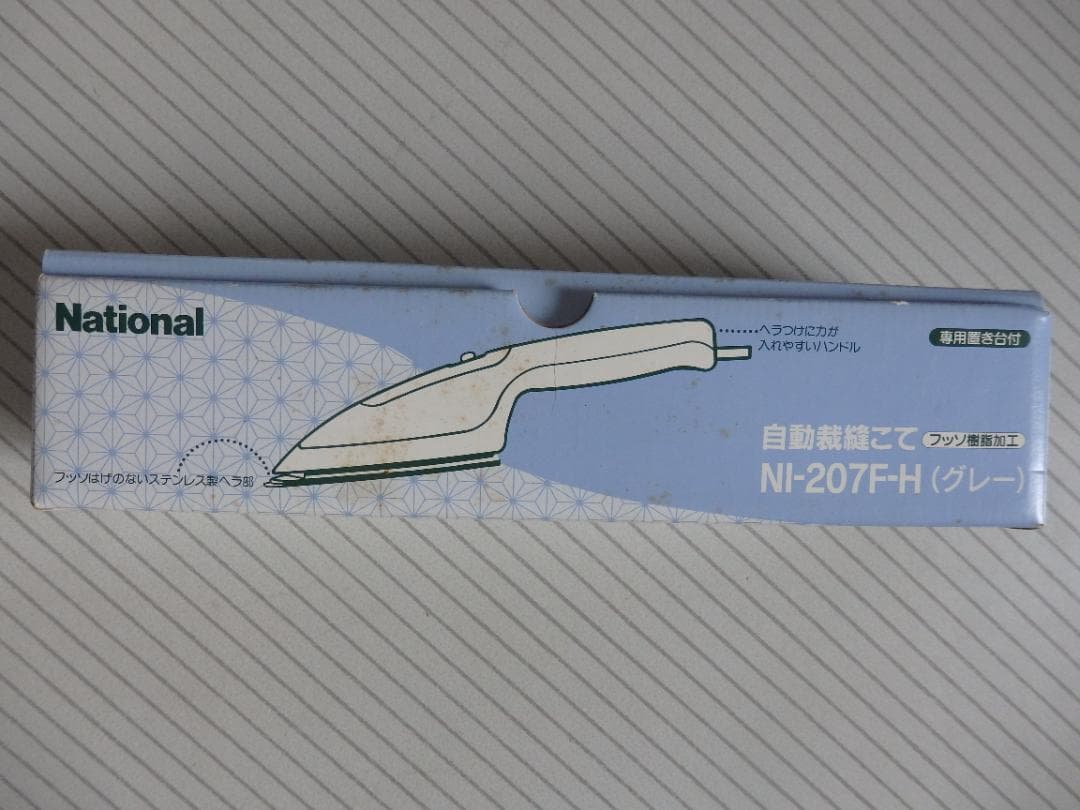 National
ヘラつけに力が
入れやすいハンドル
専用置き台付
自動裁縫こて フッソ樹脂加工
NI-207F-H(グレー)
フッソはげのないステンレス製ヘラ部